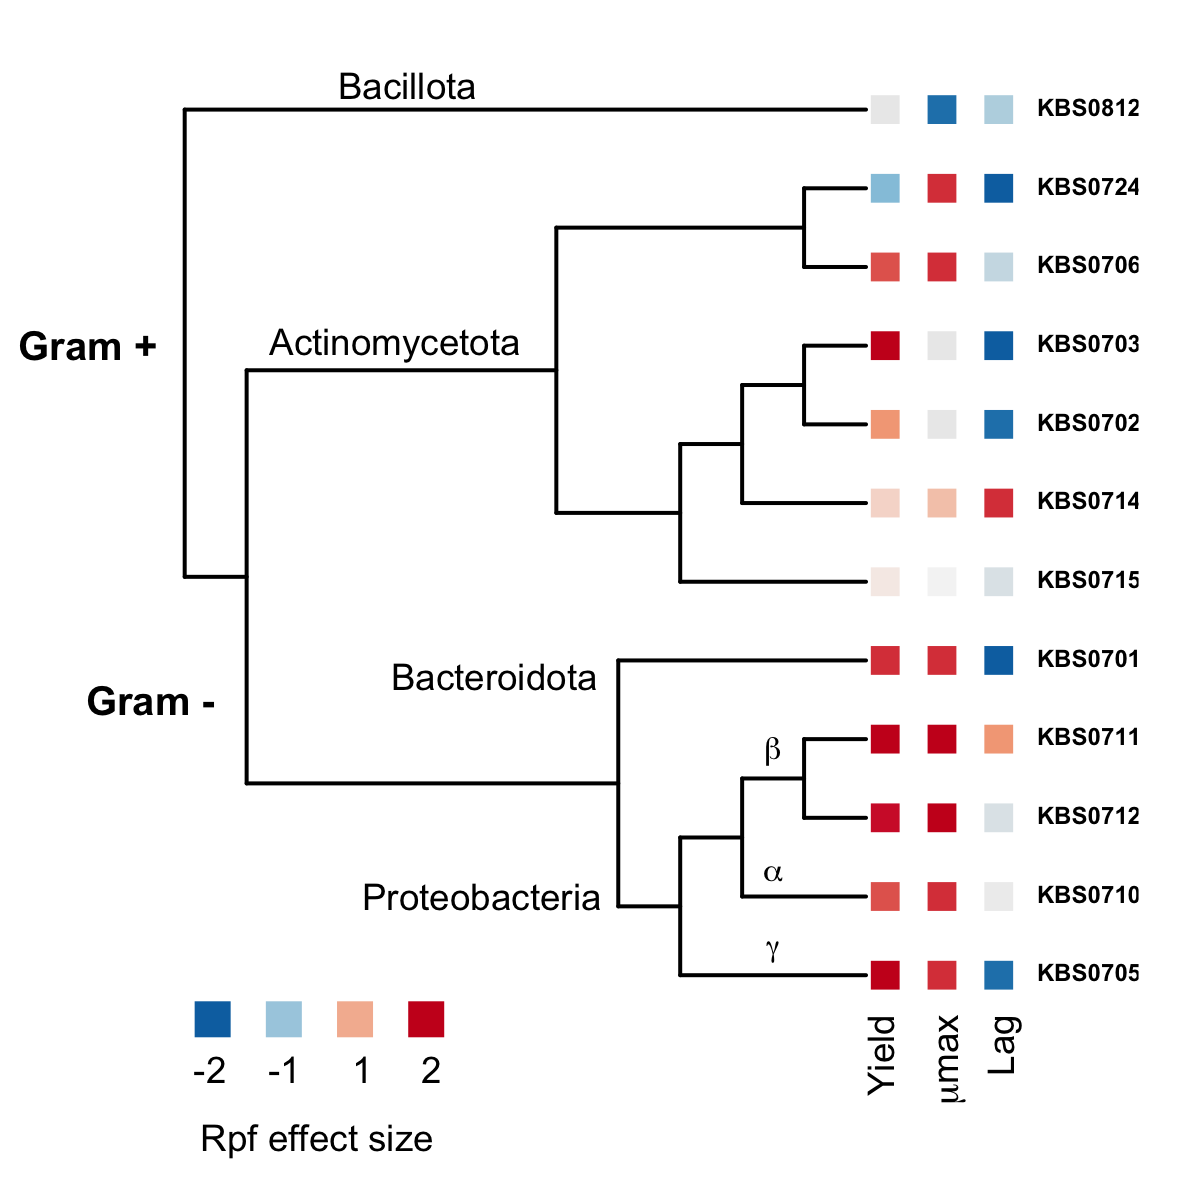 Bacillota
KBS0812
KBS0724
KBS0706
Gram +
Actinomycetota
KBS0703
KBS0702
KBS0714
KBS0715
Bacteroidota
KBS0701
Gram -
β
KBS0711
KBS0712
α
Proteobacteria
KBS0710
γ
KBS0705
Yield
μmax
Lag
-2 -1 1 2
Rpf effect size